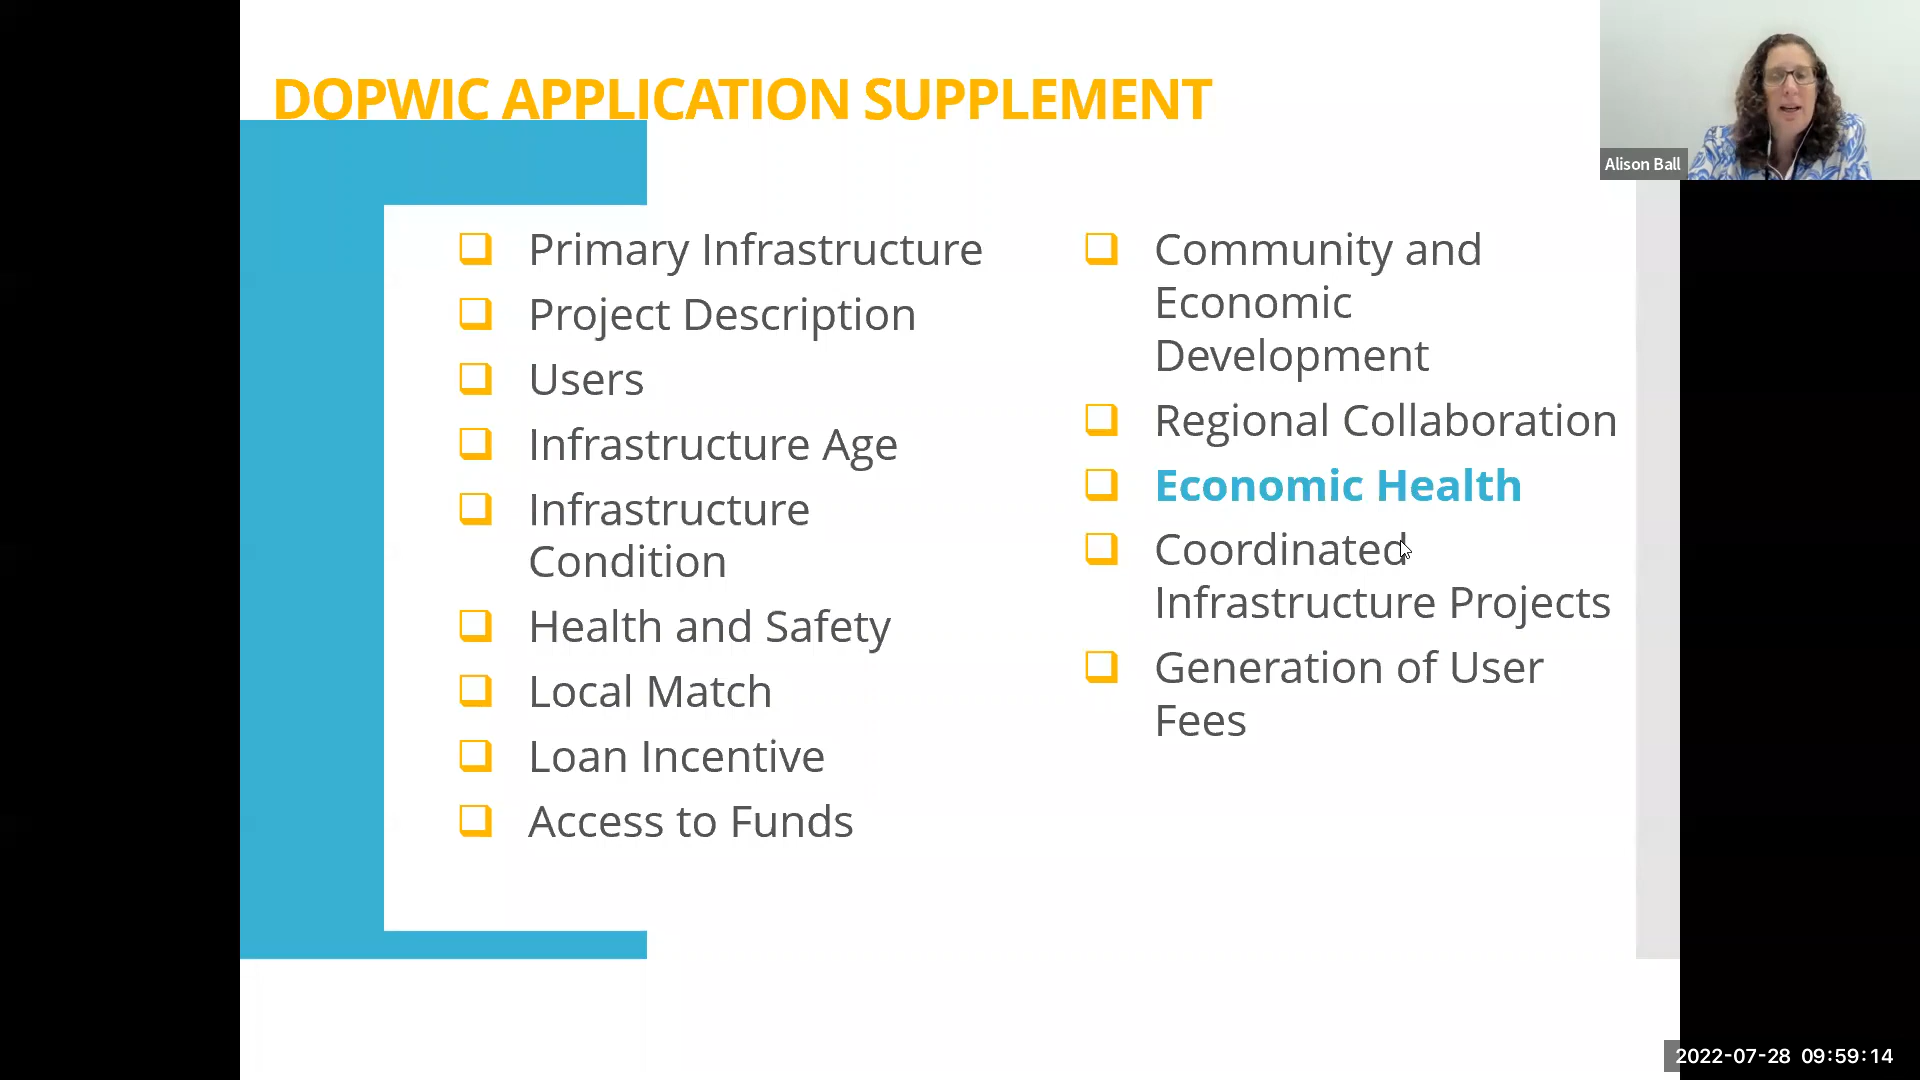 DOPWIC APPLICATION SUPPLEMENT
Primary Infrastructure
Project Description
Users
Infrastructure Age
Infrastructure
Condition
Health and Safety
Local Match
Loan Incentive
Access to Funds
Community and
Economic
Development
Regional Collaboration
Economic Health
Coordinated
Infrastructure Projects
Generation of User
Fees
Alison Ball
2022-07-28 09:59:14